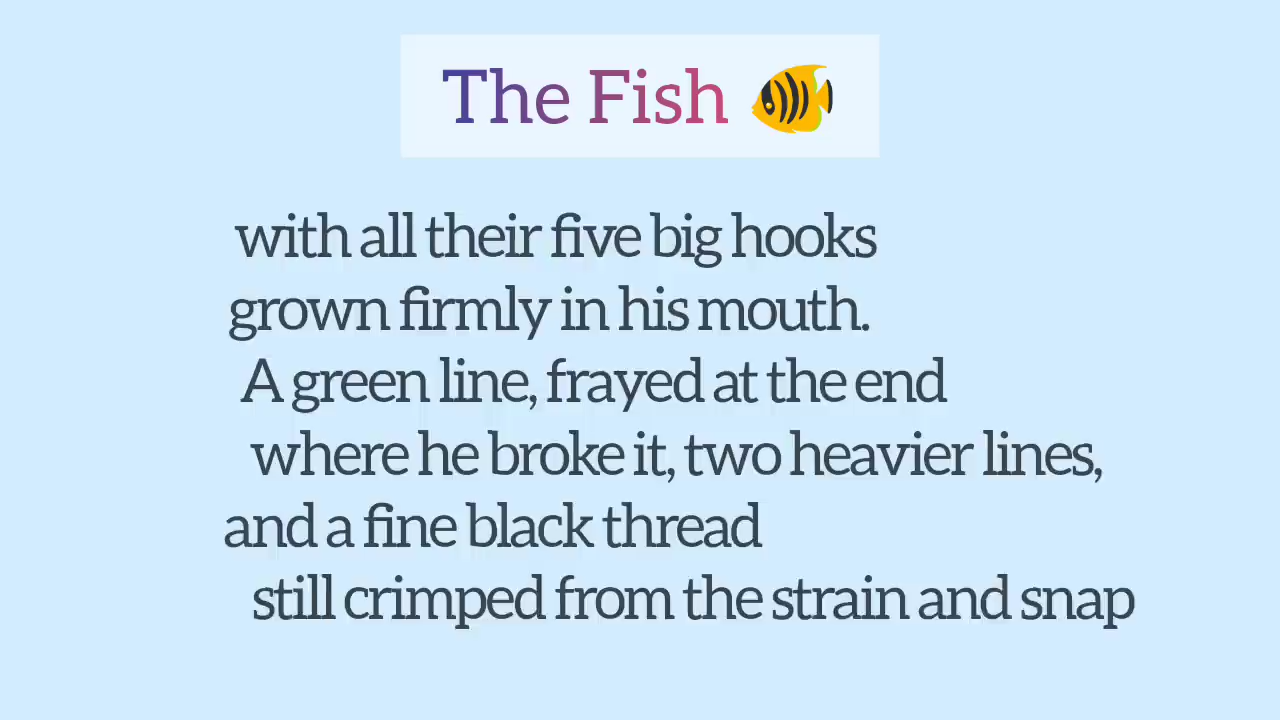 The Fish 🐠
with all their five big hooks
grown firmly in his mouth.
A green line, frayed at the end
where he broke it, two heavier lines,
and a fine black thread
still crimped from the strain and snap